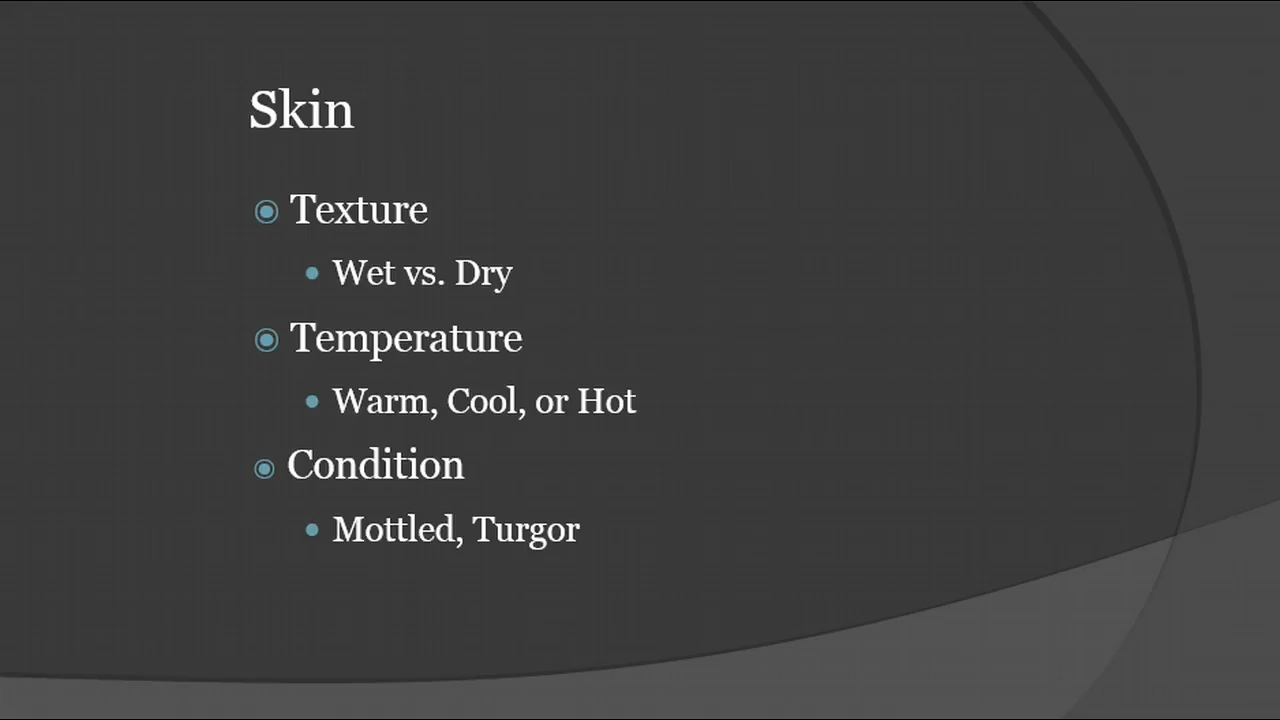 Skin
Texture
Wet vs. Dry
Temperature
Warm, Cool, or Hot
Condition
Mottled, Turgor